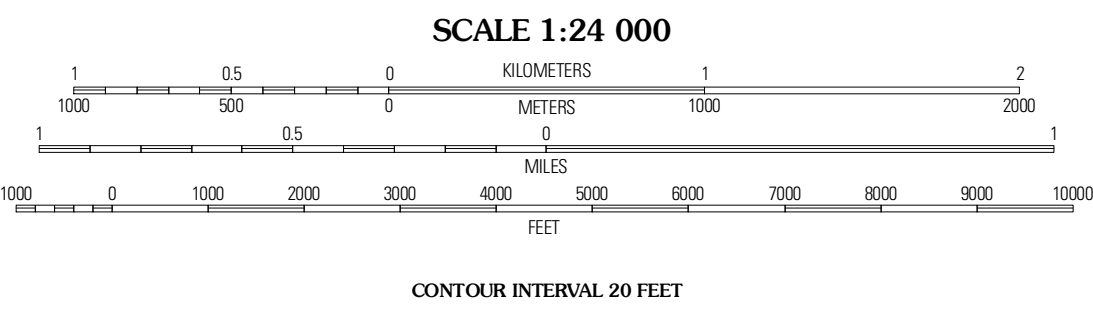 SCALE 1:24 000
1 0.5 0 KILOMETERS 1 2
1000 500 0 METERS 1000 2000
1 0.5 0 1
MILES
1000 0 1000 2000 3000 4000 5000 6000 7000 8000 9000 10000
FEET
CONTOUR INTERVAL 20 FEET